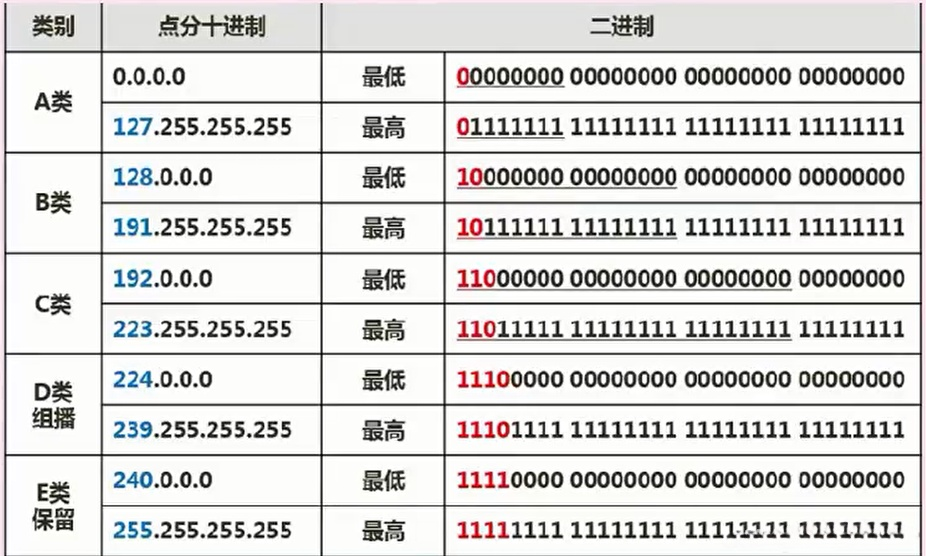 类别 点分十进制 二进制
A类 0.0.0.0 最低 00000000 00000000 00000000 00000000
127.255.255.255 最高 01111111 11111111 11111111 11111111
B类 128.0.0.0 最低 10000000 00000000 00000000 00000000
191.255.255.255 最高 10111111 11111111 11111111 11111111
C类 192.0.0.0 最低 11000000 00000000 00000000 00000000
223.255.255.255 最高 11011111 11111111 11111111 11111111
D类 组播 224.0.0.0 最低 11100000 00000000 00000000 00000000
239.255.255.255 最高 11101111 11111111 11111111 11111111
E类 保留 240.0.0.0 最低 11110000 00000000 00000000 00000000
255.255.255.255 最高 11111111 11111111 11111111 11111111